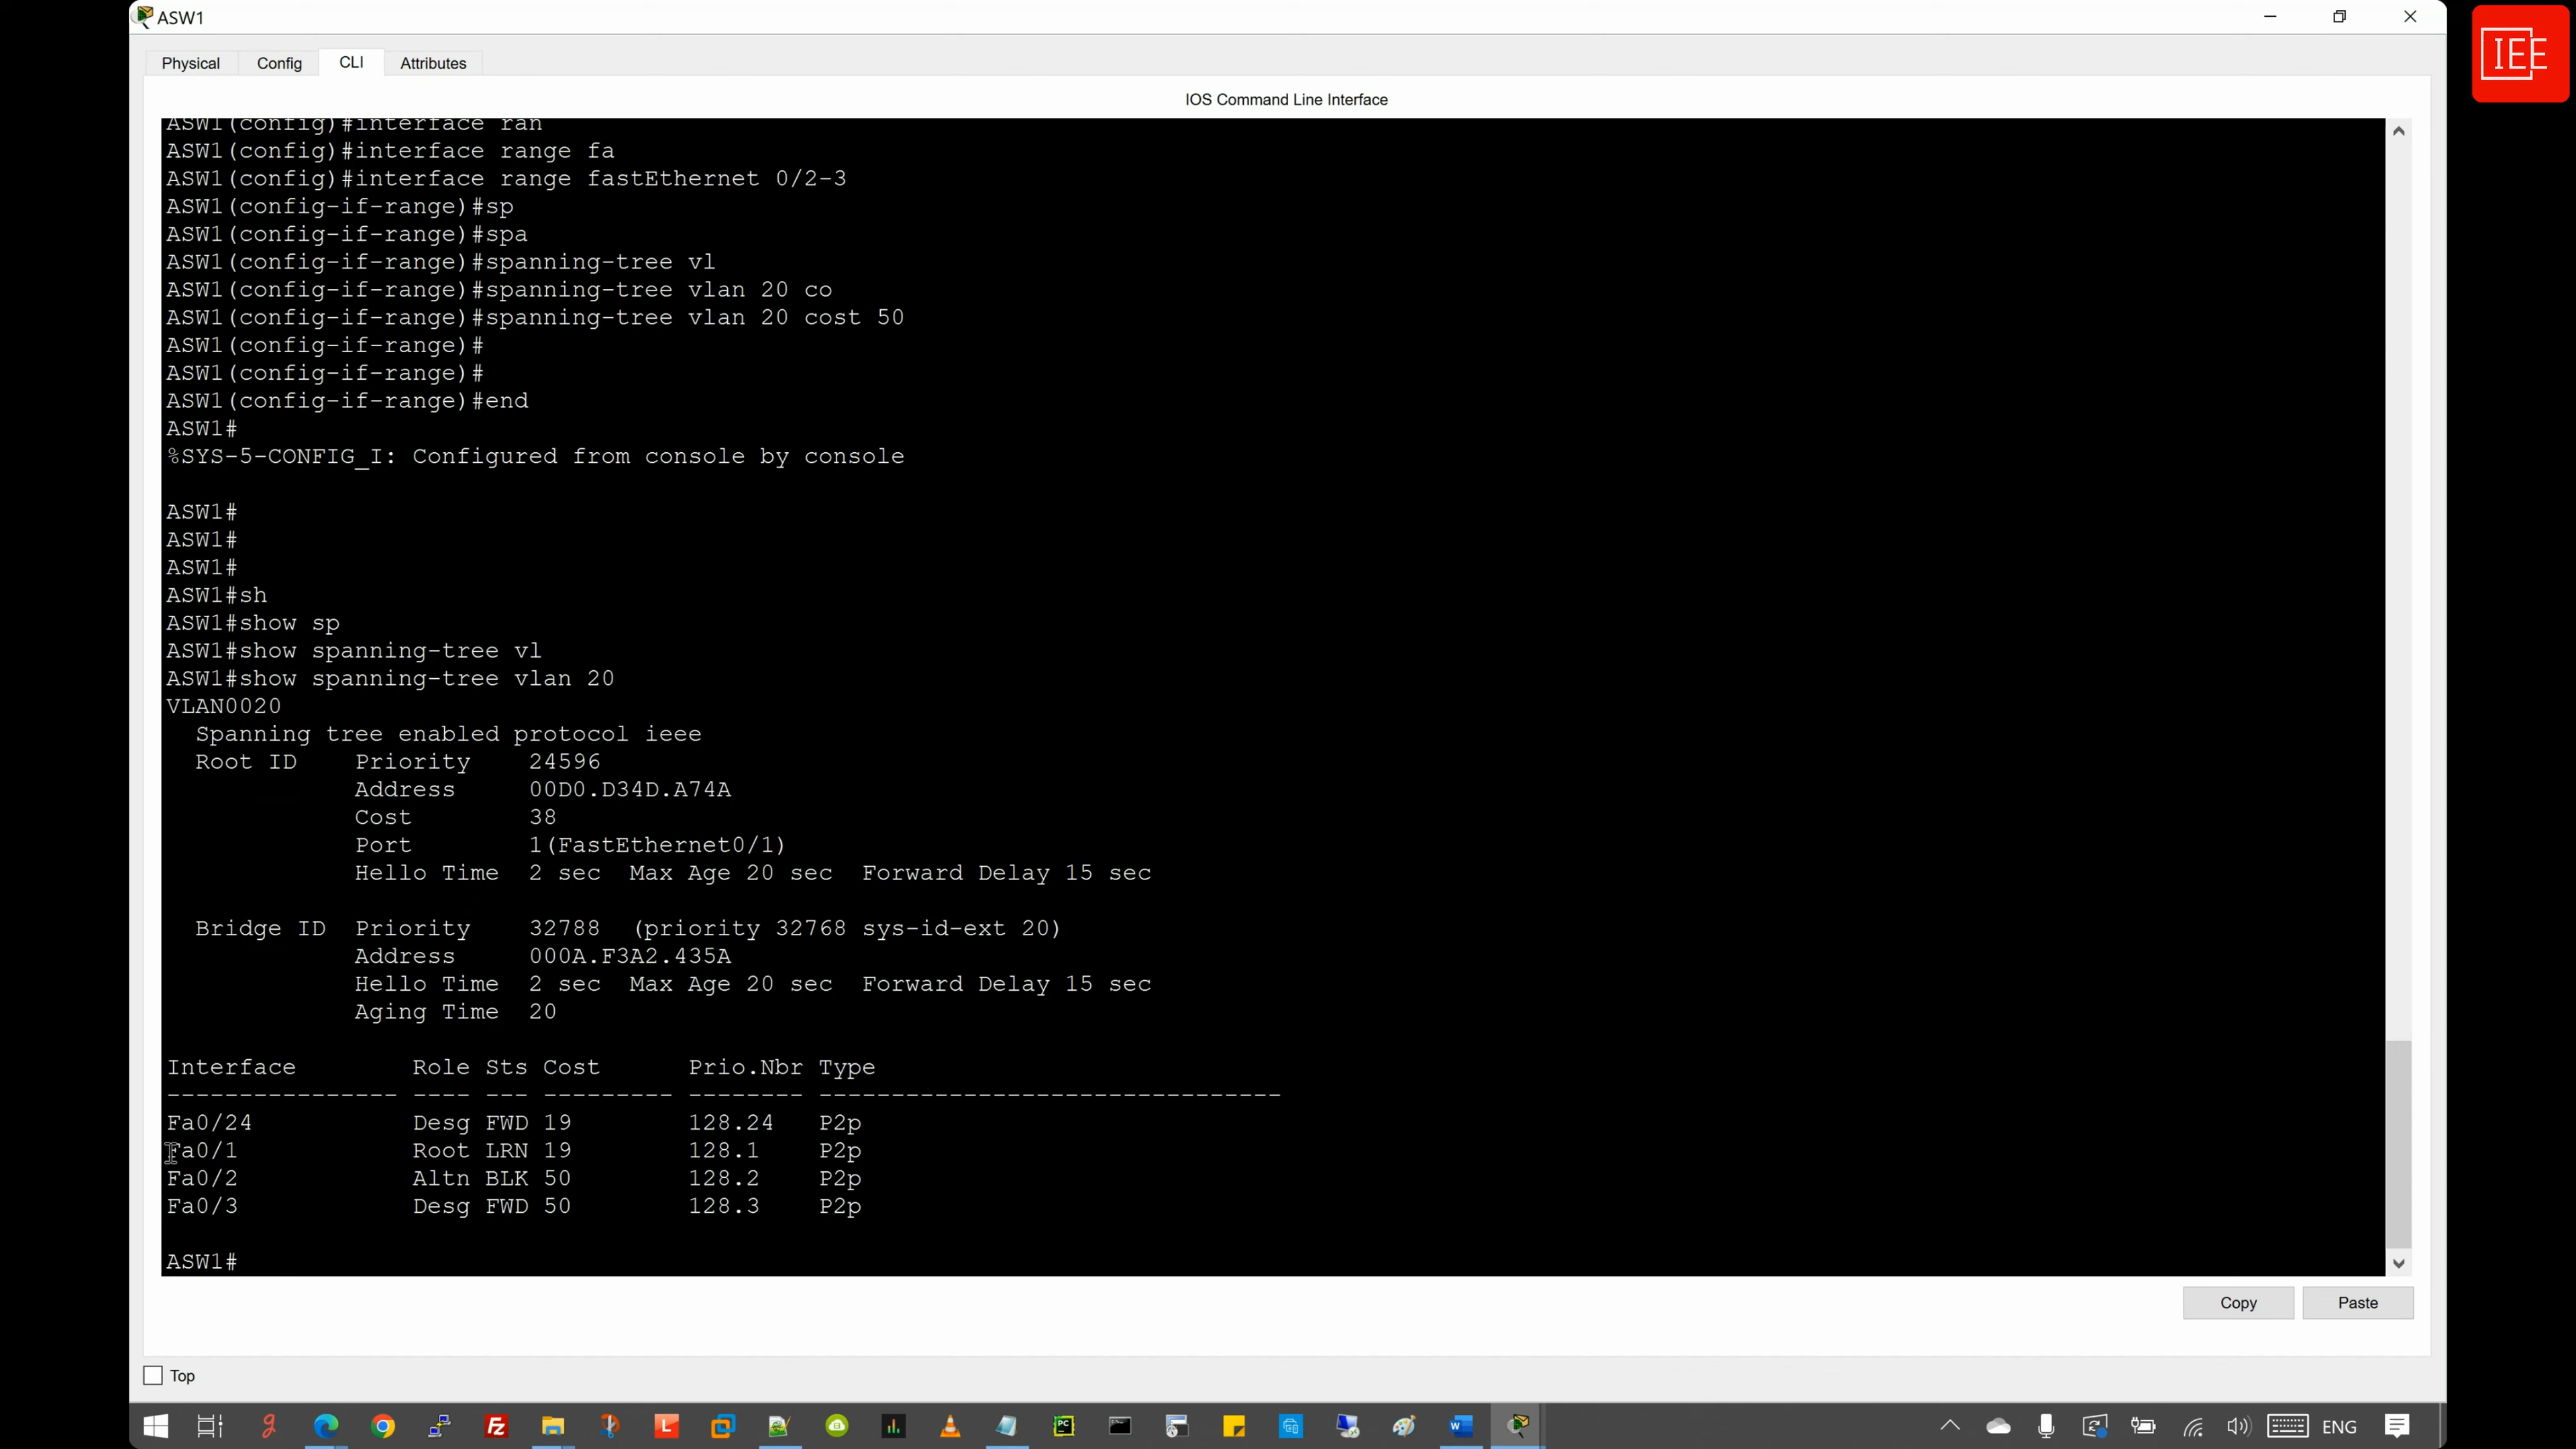 ASW1
IEE
Physical Config CLI Attributes
IOS Command Line Interface
ASW1(config)#interface ran
ASW1(config)#interface range fa
ASW1(config)#interface range fastEthernet 0/2-3
ASW1(config-if-range)#sp
ASW1(config-if-range)#spa
ASW1(config-if-range)#spanning-tree vl
ASW1(config-if-range)#spanning-tree vlan 20 co
ASW1(config-if-range)#spanning-tree vlan 20 cost 50
ASW1(config-if-range)#
ASW1(config-if-range)#
ASW1(config-if-range)#end
ASW1#
%SYS-5-CONFIG_I: Configured from console by console
ASW1#
ASW1#
ASW1#
ASW1#sh
ASW1#show sp
ASW1#show spanning-tree vl
ASW1#show spanning-tree vlan 20
VLAN0020
Spanning tree enabled protocol ieee
Root ID Priority 24596
Address 00D0.D34D.A74A
Cost 38
Port 1(FastEthernet0/1)
Hello Time 2 sec Max Age 20 sec Forward Delay 15 sec
Bridge ID Priority 32788 (priority 32768 sys-id-ext 20)
Address 000A.F3A2.435A
Hello Time 2 sec Max Age 20 sec Forward Delay 15 sec
Aging Time 20
Interface Role Sts Cost Prio.Nbr Type
---------------- ---- --- --------- -------- --------------------------------
Fa0/24 Desg FWD 19 128.24 P2p
Fa0/1 Root LRN 19 128.1 P2p
Fa0/2 Altn BLK 50 128.2 P2p
Fa0/3 Desg FWD 50 128.3 P2p
ASW1#
Copy Paste
Top
ENG